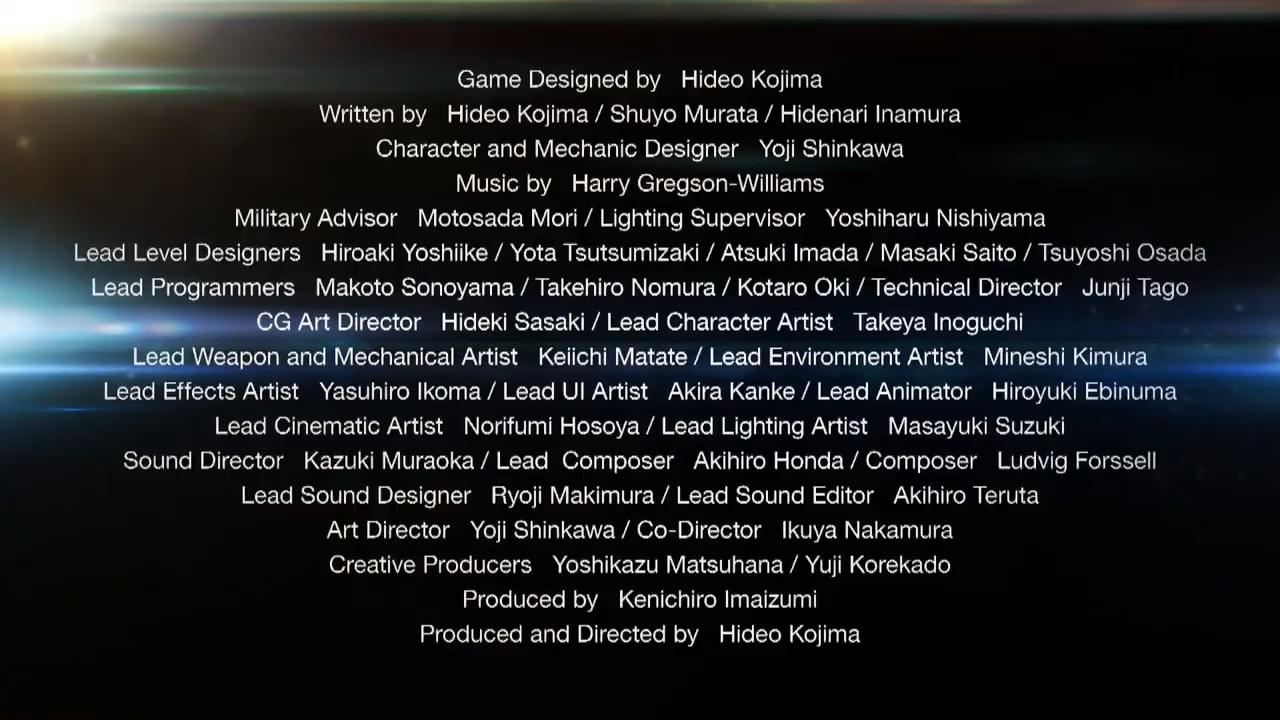 Game Designed by Hideo Kojima
Written by Hideo Kojima / Shuyo Murata / Hidenari Inamura
Character and Mechanic Designer Yoji Shinkawa
Music by Harry Gregson-Williams
Military Advisor Motosada Mori / Lighting Supervisor Yoshiharu Nishiyama
Lead Level Designers Hiroaki Yoshiike / Yota Tsutsumizaki / Atsuki Imada / Masaki Saito / Tsuyoshi Osada
Lead Programmers Makoto Sonoyama / Takehiro Nomura / Kotaro Oki / Technical Director Junji Tago
CG Art Director Hideki Sasaki / Lead Character Artist Takeya Inoguchi
Lead Weapon and Mechanical Artist Keiichi Matate / Lead Environment Artist Mineshi Kimura
Lead Effects Artist Yasuhiro Ikoma / Lead UI Artist Akira Kanke / Lead Animator Hiroyuki Ebinuma
Lead Cinematic Artist Norifumi Hosoya / Lead Lighting Artist Masayuki Suzuki
Sound Director Kazuki Muraoka / Lead Composer Akihiro Honda / Composer Ludvig Forssell
Lead Sound Designer Ryoji Makimura / Lead Sound Editor Akihiro Teruta
Art Director Yoji Shinkawa / Co-Director Ikuya Nakamura
Creative Producers Yoshikazu Matsuhana / Yuji Korekado
Produced by Kenichiro Imaizumi
Produced and Directed by Hideo Kojima